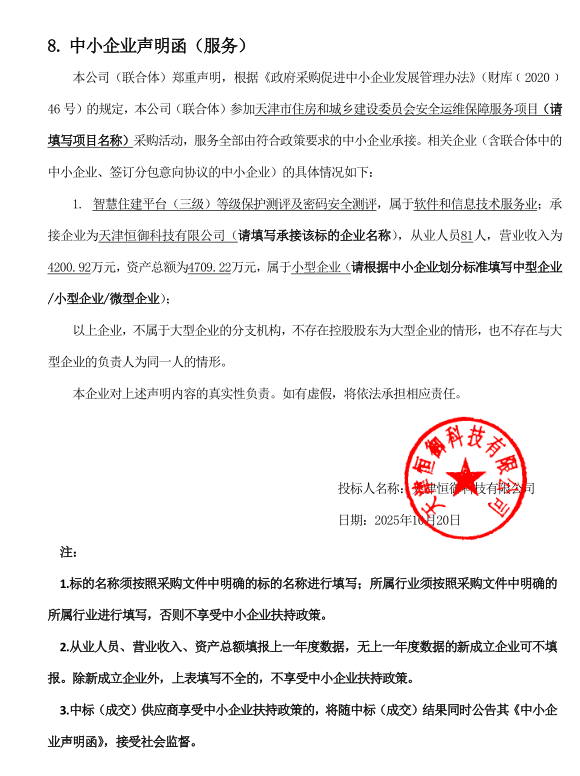 8. 中小企业声明函（服务）
本公司（联合体）郑重声明，根据《政府采购促进中小企业发展管理办法》（财库﹝2020﹞
46 号）的规定，本公司（联合体）参加天津市住房和城乡建设委员会安全运维保障服务项目（请
填写项目名称）采购活动，服务全部由符合政策要求的中小企业承接。相关企业（含联合体中的
中小企业、签订分包意向协议的中小企业）的具体情况如下：
1. 智慧住建平台（三级）等级保护测评及密码安全测评，属于软件和信息技术服务业；承
接企业为天津恒御科技有限公司（请填写承接该标的企业名称），从业人员81人，营业收入为
4200.92万元，资产总额为4709.22万元，属于小型企业（请根据中小企业划分标准填写中型企业
/小型企业/微型企业）；
以上企业，不属于大型企业的分支机构，不存在控股股东为大型企业的情形，也不存在与大
型企业的负责人为同一人的情形。
本企业对上述声明内容的真实性负责。如有虚假，将依法承担相应责任。
天津恒御科技有限公司
投标人名称：天津恒御科技有限公司
日期：2025年10月20日
注：
1.标的名称须按照采购文件中明确的标的名称进行填写；所属行业须按照采购文件中明确的
所属行业进行填写，否则不享受中小企业扶持政策。
2.从业人员、营业收入、资产总额填报上一年度数据，无上一年度数据的新成立企业可不填
报。除新成立企业外，上表填写不全的，不享受中小企业扶持政策。
3.中标（成交）供应商享受中小企业扶持政策的，将随中标（成交）结果同时公告其《中小企
业声明函》，接受社会监督。